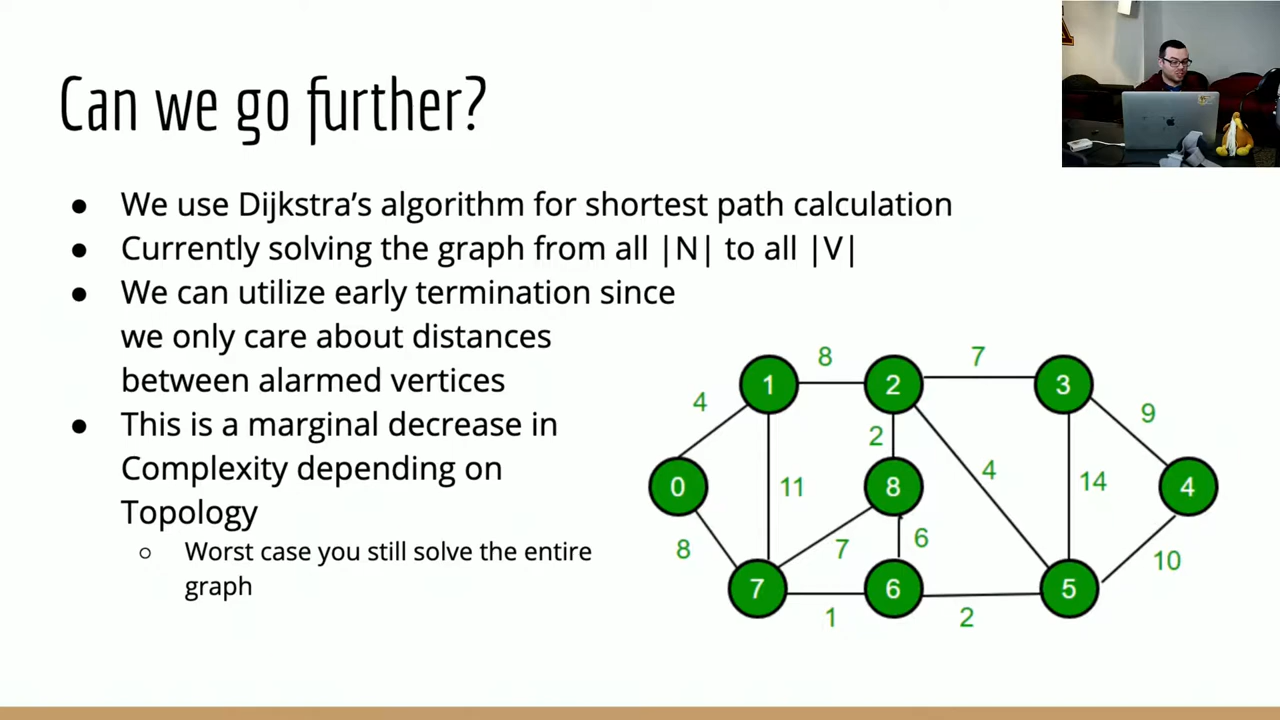 Can we go further?
● We use Dijkstra's algorithm for shortest path calculation
● Currently solving the graph from all |N| to all |V|
● We can utilize early termination since
we only care about distances
between alarmed vertices
● This is a marginal decrease in
Complexity depending on
Topology
○ Worst case you still solve the entire
graph
8 7
1 2 3
4 2 9
0 11 8 4 14 4
8 7 6 10
7 6 5
1 2